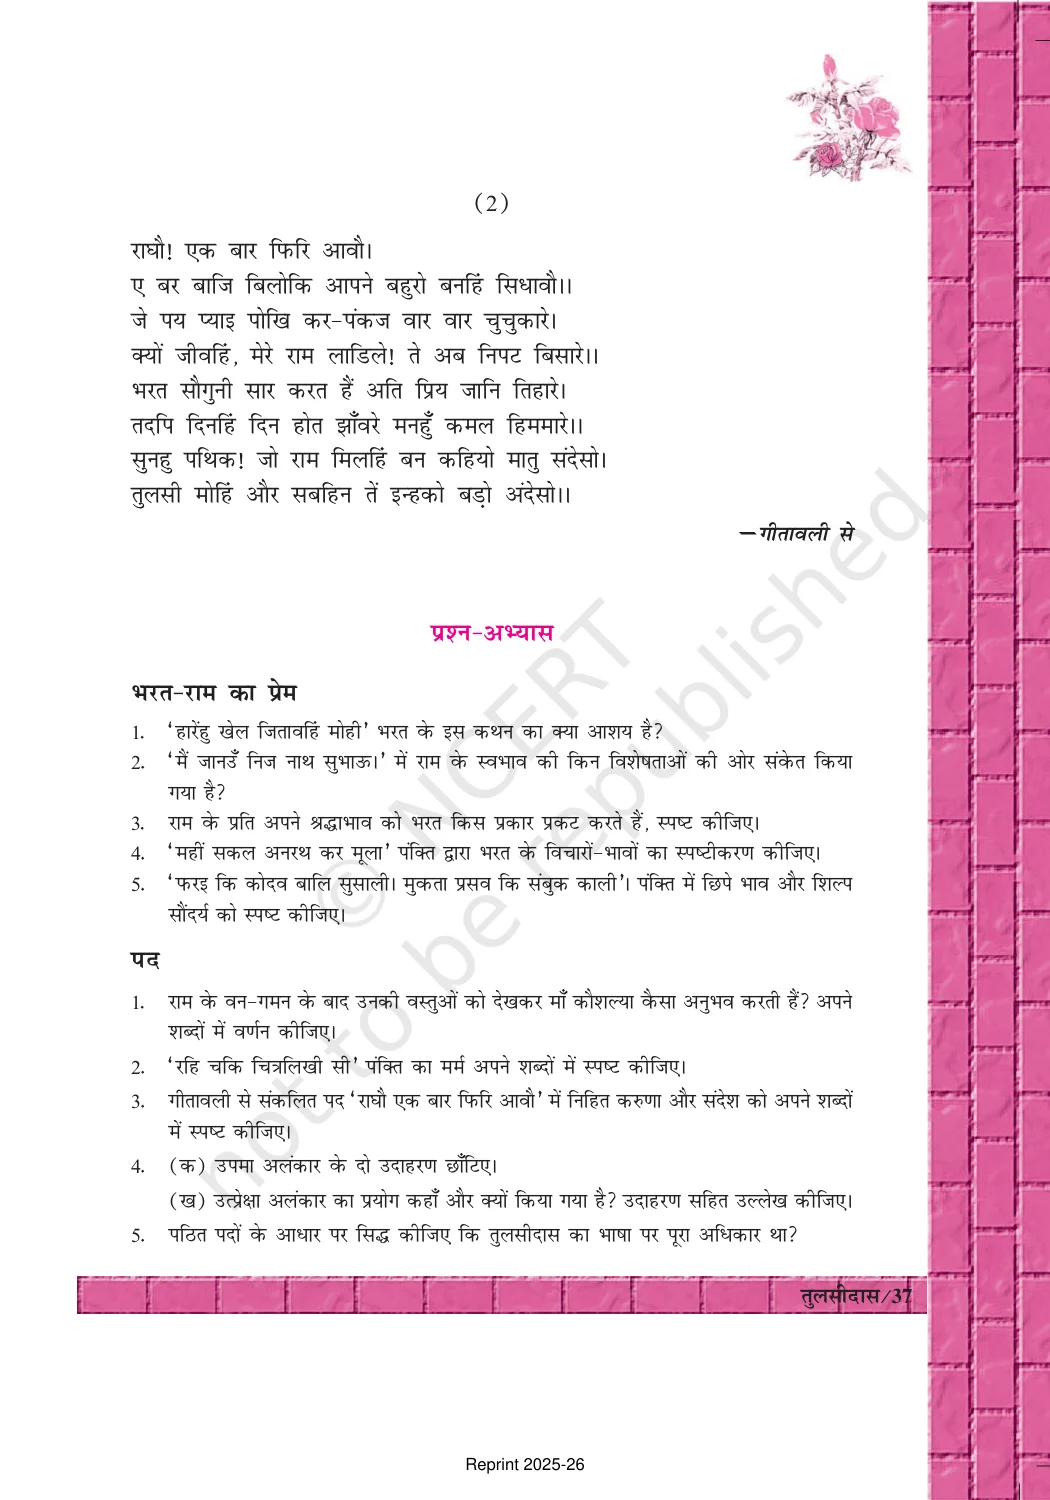 (2)
राघौ! एक बार फिरि आवौ।
ए बर बाजि बिलोकि आपने बहुरो बनहिं सिधावौ।।
जे पय प्याइ पोखि कर-पंकज वार वार चुचुकारे।
क्यों जीवहिं, मेरे राम लाडिले! ते अब निपट बिसारे।।
भरत सौगुनी सार करत हैं अति प्रिय जानि तिहारे।
तदपि दिनहिं दिन होत झाँवरे मनहुँ कमल हिममारे।।
सुनहु पथिक! जो राम मिलहिं बन कहियो मातु संदेसो।
तुलसी मोहिं और सबहिन तें इन्हको बड़ो अंदेसो।।
–गीतावली से
प्रश्न-अभ्यास
भरत-राम का प्रेम
1. ‘हारेंहु खेल जितावहिं मोही’ भरत के इस कथन का क्या आशय है?
2. ‘मैं जानउँ निज नाथ सुभाऊ।’ में राम के स्वभाव की किन विशेषताओं की ओर संकेत किया
गया है?
3. राम के प्रति अपने श्रद्धाभाव को भरत किस प्रकार प्रकट करते हैं, स्पष्ट कीजिए।
4. ‘महीं सकल अनरथ कर मूला’ पंक्ति द्वारा भरत के विचारों-भावों का स्पष्टीकरण कीजिए।
5. ‘फरइ कि कोदव बालि सुसाली। मुकता प्रसव कि संबुक काली’। पंक्ति में छिपे भाव और शिल्प
सौंदर्य को स्पष्ट कीजिए।
पद
1. राम के वन-गमन के बाद उनकी वस्तुओं को देखकर माँ कौशल्या कैसा अनुभव करती हैं? अपने
शब्दों में वर्णन कीजिए।
2. ‘रहि चकि चित्रलिखी सी’ पंक्ति का मर्म अपने शब्दों में स्पष्ट कीजिए।
3. गीतावली से संकलित पद ‘राघौ एक बार फिरि आवौ’ में निहित करुणा और संदेश को अपने शब्दों
में स्पष्ट कीजिए।
4. (क) उपमा अलंकार के दो उदाहरण छाँटिए।
(ख) उत्प्रेक्षा अलंकार का प्रयोग कहाँ और क्यों किया गया है? उदाहरण सहित उल्लेख कीजिए।
5. पठित पदों के आधार पर सिद्ध कीजिए कि तुलसीदास का भाषा पर पूरा अधिकार था?
तुलसीदास/37
© NCERT
not to be republished
Reprint 2025-26